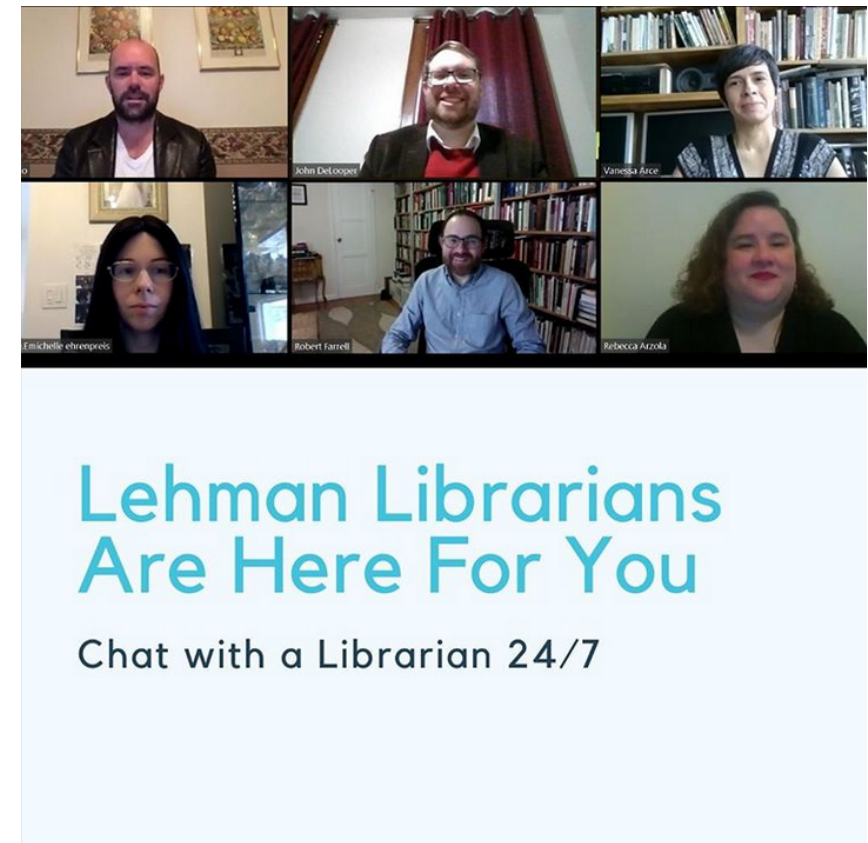 o
John DeLooper
Vanessa Arce
Emichelle ehrenpreis
Robert Farrell
Rebecca Arzola
Lehman Librarians
Are Here For You
Chat with a Librarian 24/7